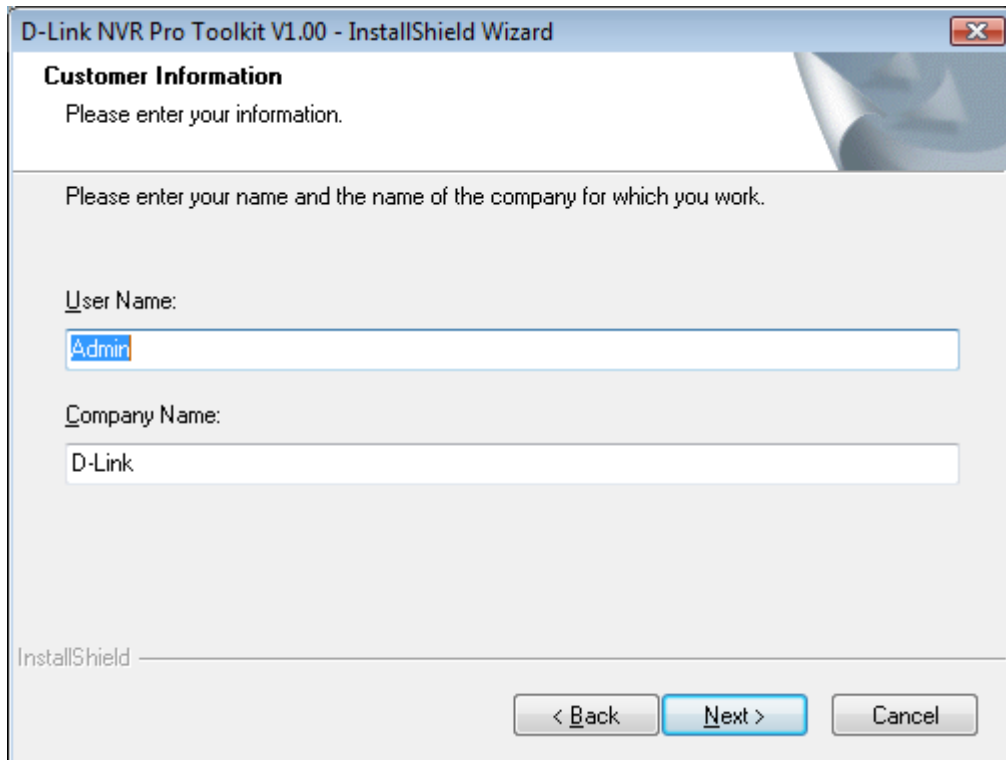 D-Link NVR Pro Toolkit V1.00 - InstallShield Wizard
Customer Information
Please enter your information.
Please enter your name and the name of the company for which you work.
User Name:
Admin
Company Name:
D-Link
InstallShield
< Back Next > Cancel